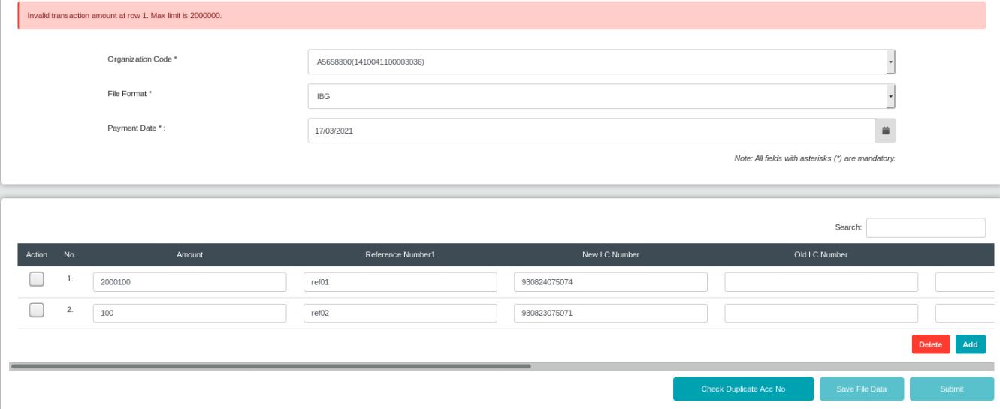 Invalid transaction amount at row 1. Max limit is 2000000.
Organization Code * A5658800(1410041100003036)
File Format * IBG
Payment Date * : 17/03/2021
Note: All fields with asterisks (*) are mandatory.
Search:
Action No. Amount Reference Number1 New I C Number Old I C Number
1. 2000100 ref01 930824075074
2. 100 ref02 930823075071
Delete Add
Check Duplicate Acc No Save File Data Submit